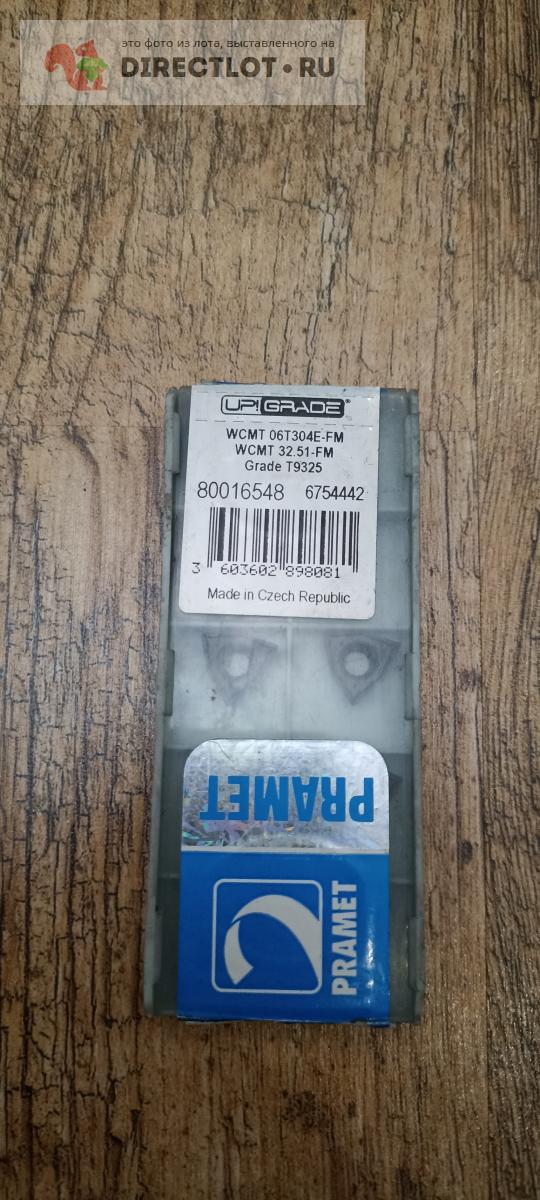 это фото из лота, выставленного на
DIRECTLOT.RU
UP!GRADE®
WCMT 06T304E-FM
WCMT 32.51-FM
Grade T9325
80016548 6754442
3 603602 898081
Made in Czech Republic
PRAMET
PRAMET